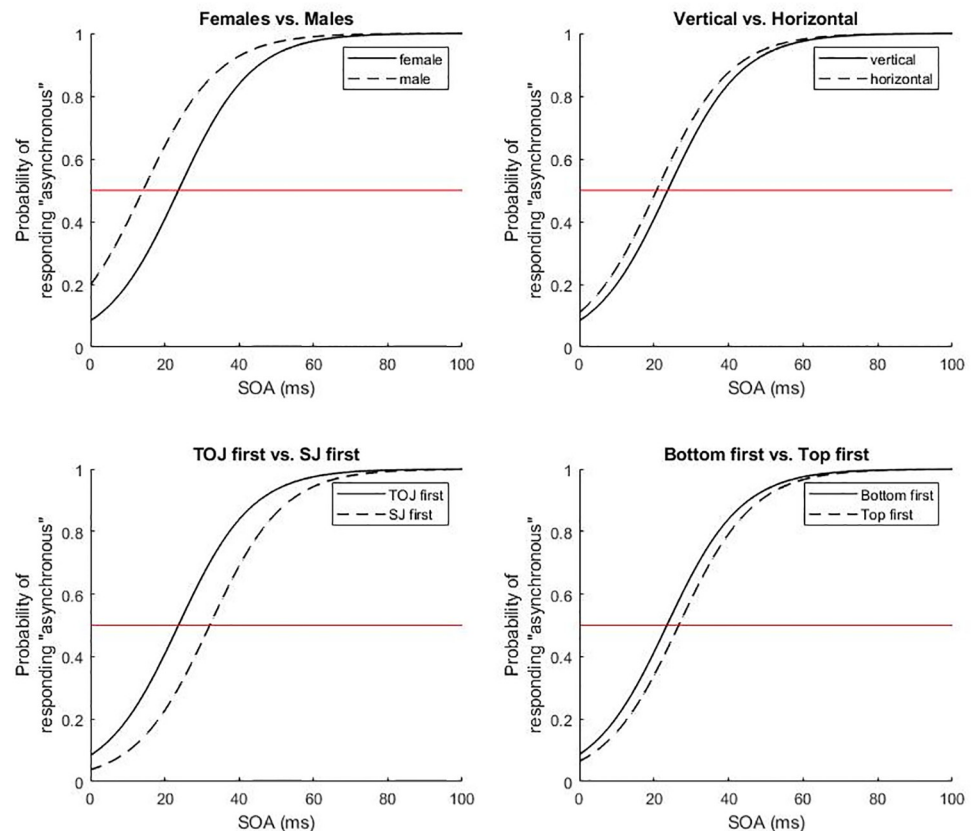 Females vs. Males
1
0.8
0.6
0.4
0.2
0
Probability of
responding "asynchronous"
female
male
0 20 40 60 80 100
SOA (ms)
Vertical vs. Horizontal
1
0.8
0.6
0.4
0.2
0
Probability of
responding "asynchronous"
vertical
horizontal
0 20 40 60 80 100
SOA (ms)
TOJ first vs. SJ first
1
0.8
0.6
0.4
0.2
0
Probability of
responding "asynchronous"
TOJ first
SJ first
0 20 40 60 80 100
SOA (ms)
Bottom first vs. Top first
1
0.8
0.6
0.4
0.2
0
Probability of
responding "asynchronous"
Bottom first
Top first
0 20 40 60 80 100
SOA (ms)